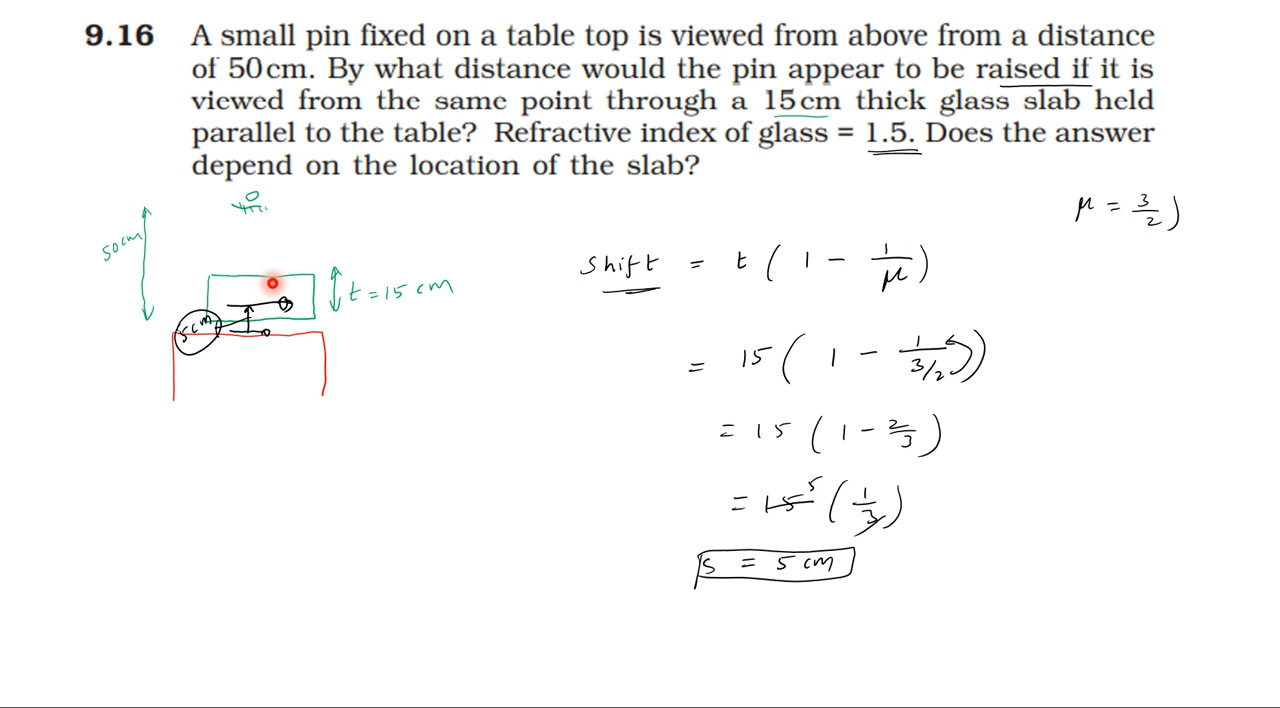 9.16 A small pin fixed on a table top is viewed from above from a distance
of 50cm. By what distance would the pin appear to be raised if it is
viewed from the same point through a 15cm thick glass slab held
parallel to the table? Refractive index of glass = 1.5. Does the answer
depend on the location of the slab?
μ = 3/2 )
50cm
shift = t ( 1 - 1/μ )
t = 15 cm
5cm
= 15 ( 1 - 1/3/2 ) )
= 15 ( 1 - 2/3 )
= 15 5 ( 1/3 )
s = 5 cm